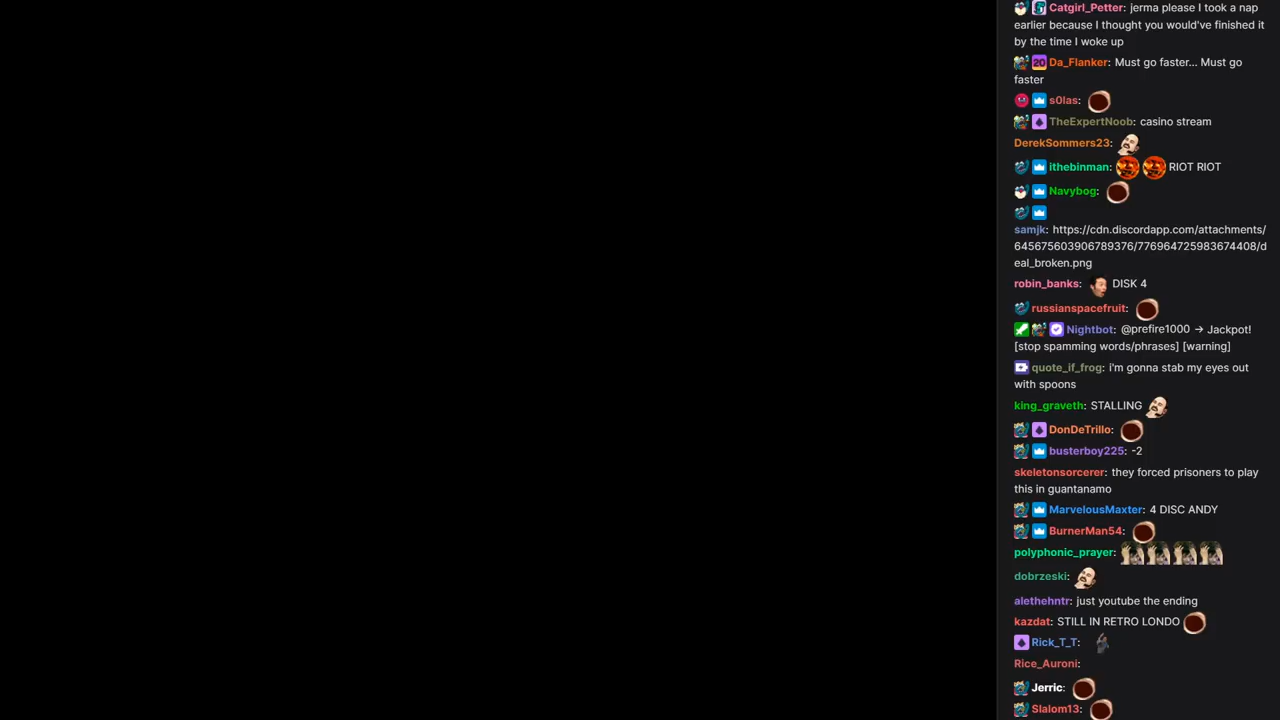 Catgirl_Petter: jerma please I took a nap
earlier because I thought you would've finished it
by the time I woke up
20 Da_Flanker: Must go faster... Must go
faster
s0las:
TheExpertNoob: casino stream
DerekSommers23:
ithebinman: RIOT RIOT
Navybog:
samjk: https://cdn.discordapp.com/attachments/
645675603906789376/776964725983674408/d
eal_broken.png
robin_banks: DISK 4
russianspacefruit:
Nightbot: @prefire1000 → Jackpot!
[stop spamming words/phrases] [warning]
quote_if_frog: i'm gonna stab my eyes out
with spoons
king_graveth: STALLING
DonDeTrillo:
busterboy225: -2
skeletonsorcerer: they forced prisoners to play
this in guantanamo
MarvelousMaxter: 4 DISC ANDY
BurnerMan54:
polyphonic_prayer:
dobrzeski:
alethehntr: just youtube the ending
kazdat: STILL IN RETRO LONDO
Rick_T_T:
Rice_Auroni:
Jerric:
Slalom13: